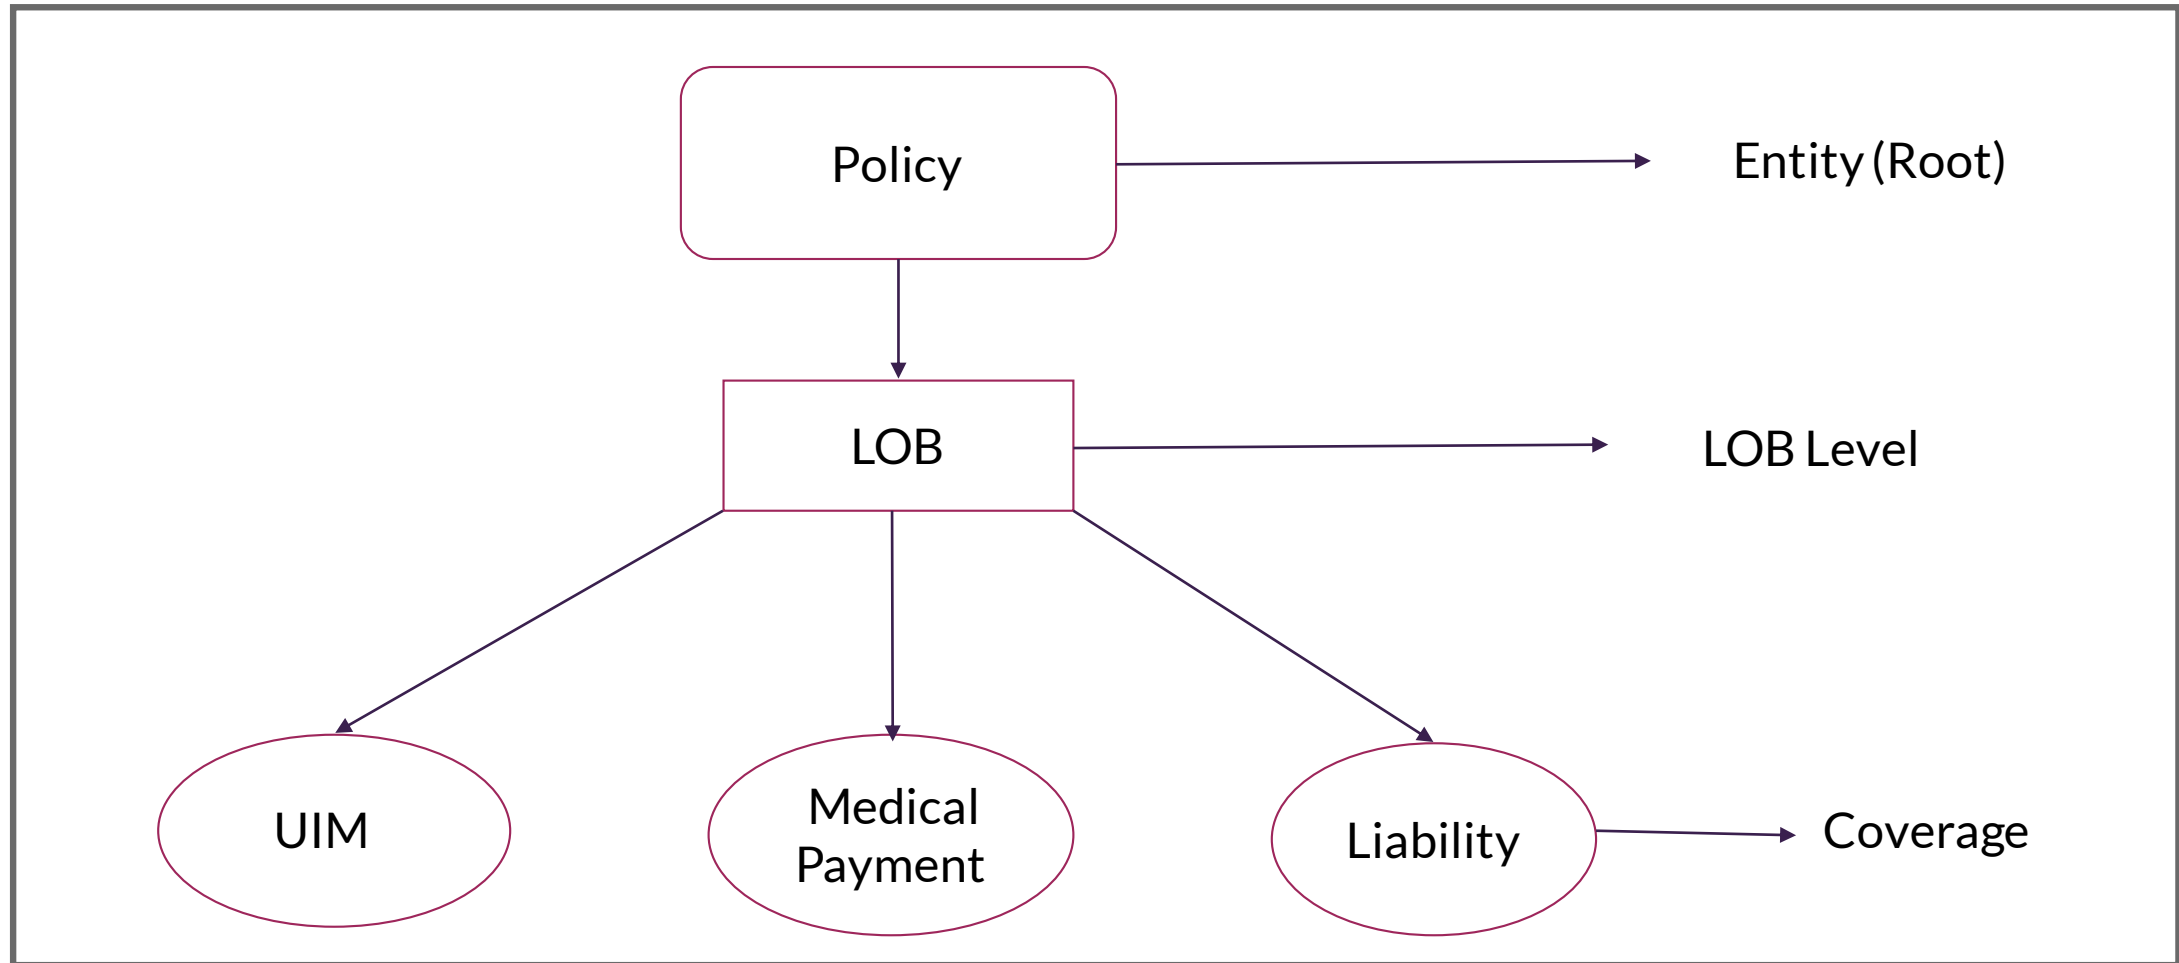 Policy
Entity (Root)
LOB
LOB Level
UIM
Medical
Payment
Liability
Coverage